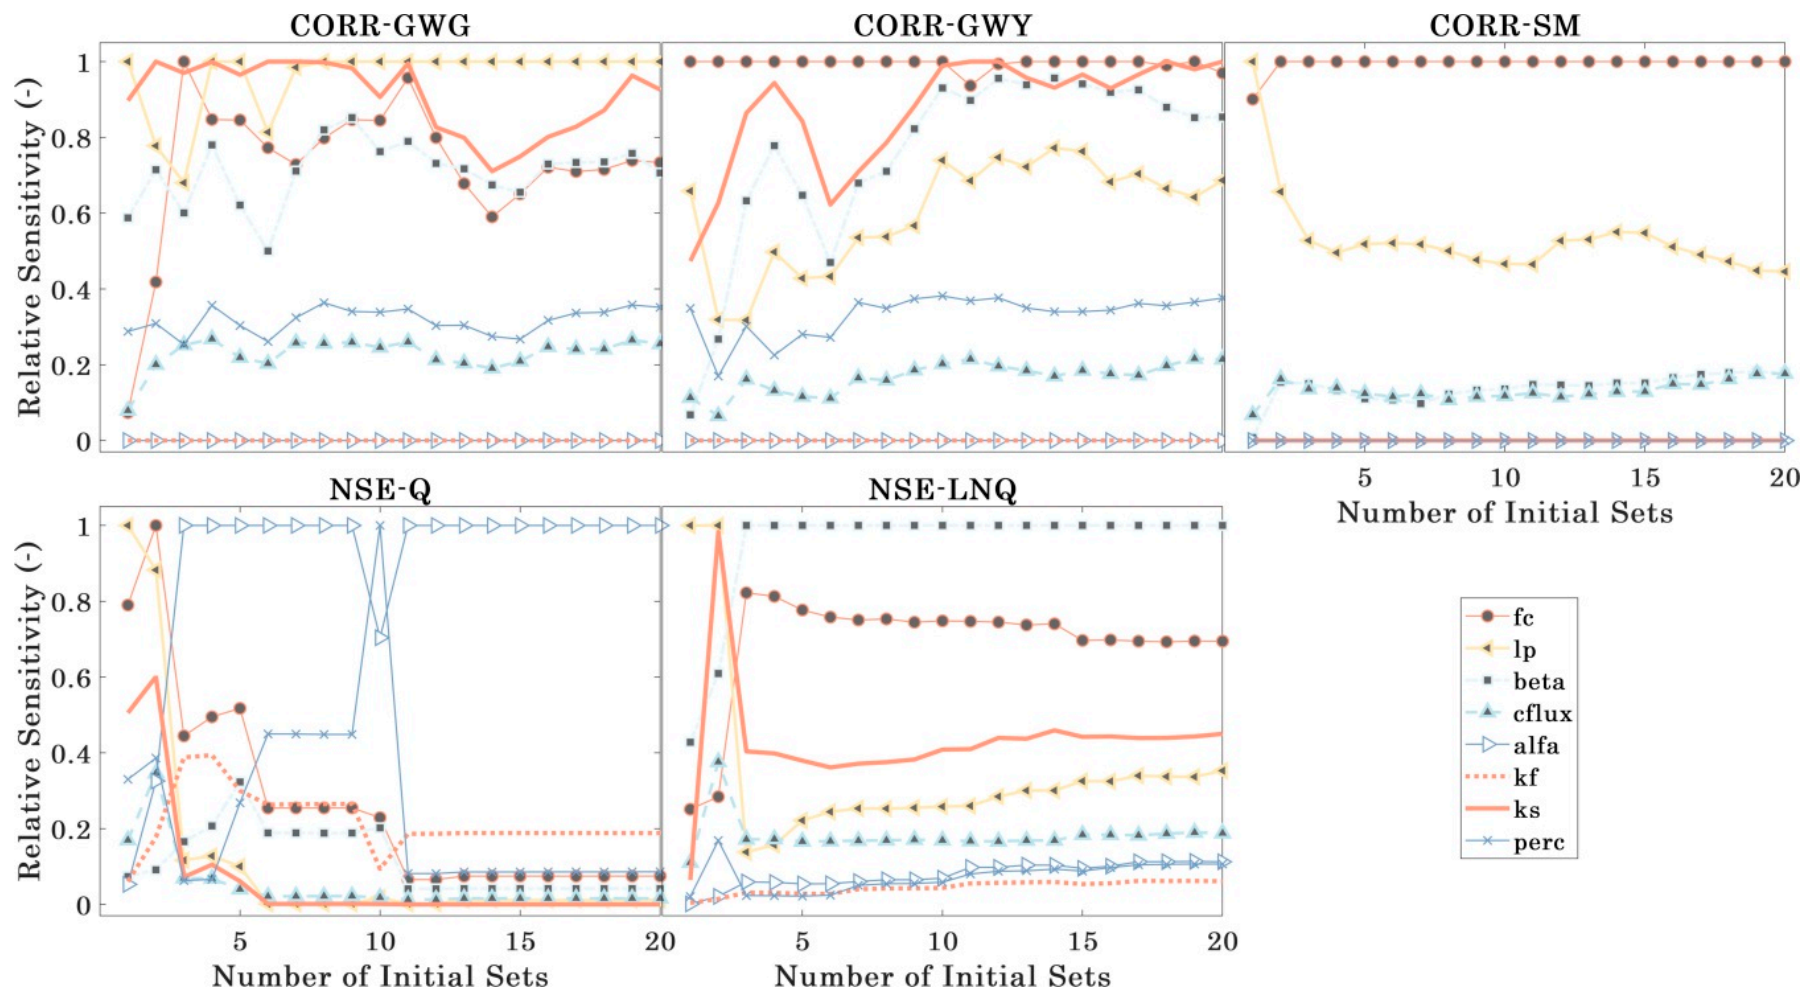 CORR-GWG
CORR-GWY
CORR-SM
Relative Sensitivity (-)
1
0.8
0.6
0.4
0.2
0
5
10
15
20
Number of Initial Sets
NSE-Q
NSE-LNQ
Relative Sensitivity (-)
1
0.8
0.6
0.4
0.2
0
5
10
15
20
5
10
15
20
Number of Initial Sets
Number of Initial Sets
fc
lp
beta
cflux
alfa
kf
ks
perc